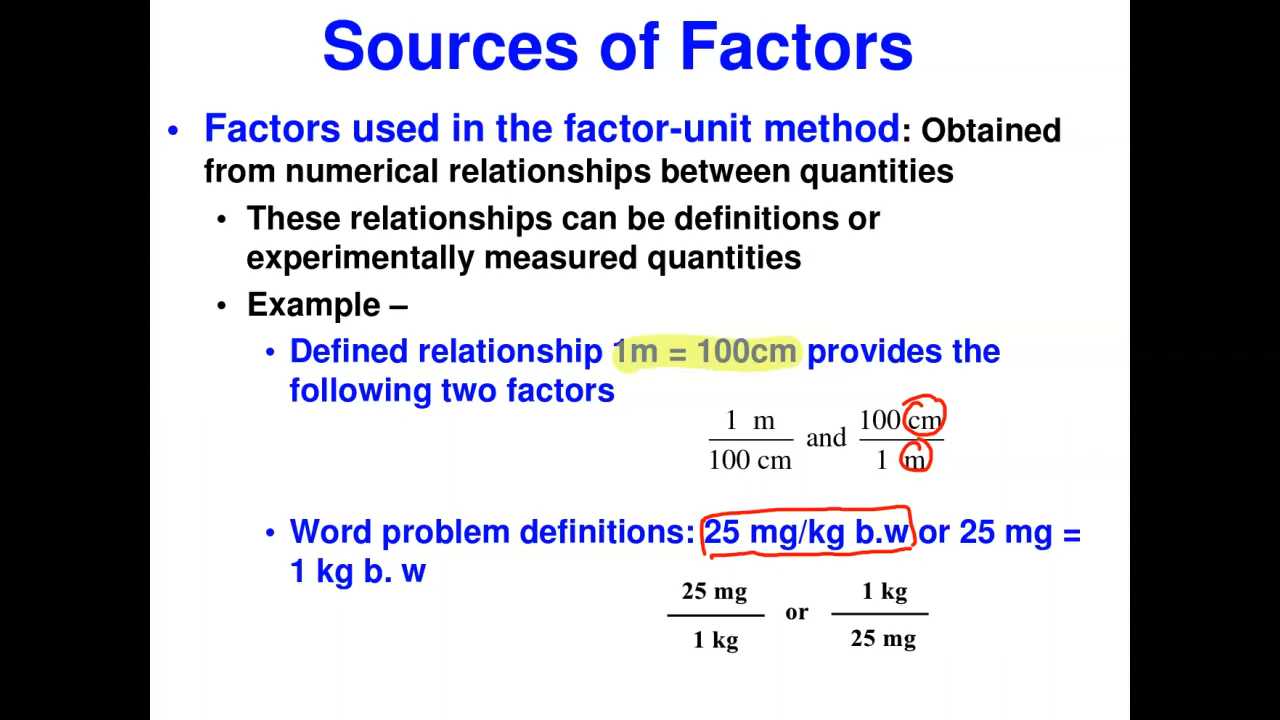 Sources of Factors
• Factors used in the factor-unit method: Obtained
from numerical relationships between quantities
• These relationships can be definitions or
experimentally measured quantities
• Example –
• Defined relationship 1m = 100cm provides the
following two factors
1 m
100 cm
and
100 cm
1 m
• Word problem definitions: 25 mg/kg b.w or 25 mg =
1 kg b. w
25 mg
1 kg
or
1 kg
25 mg